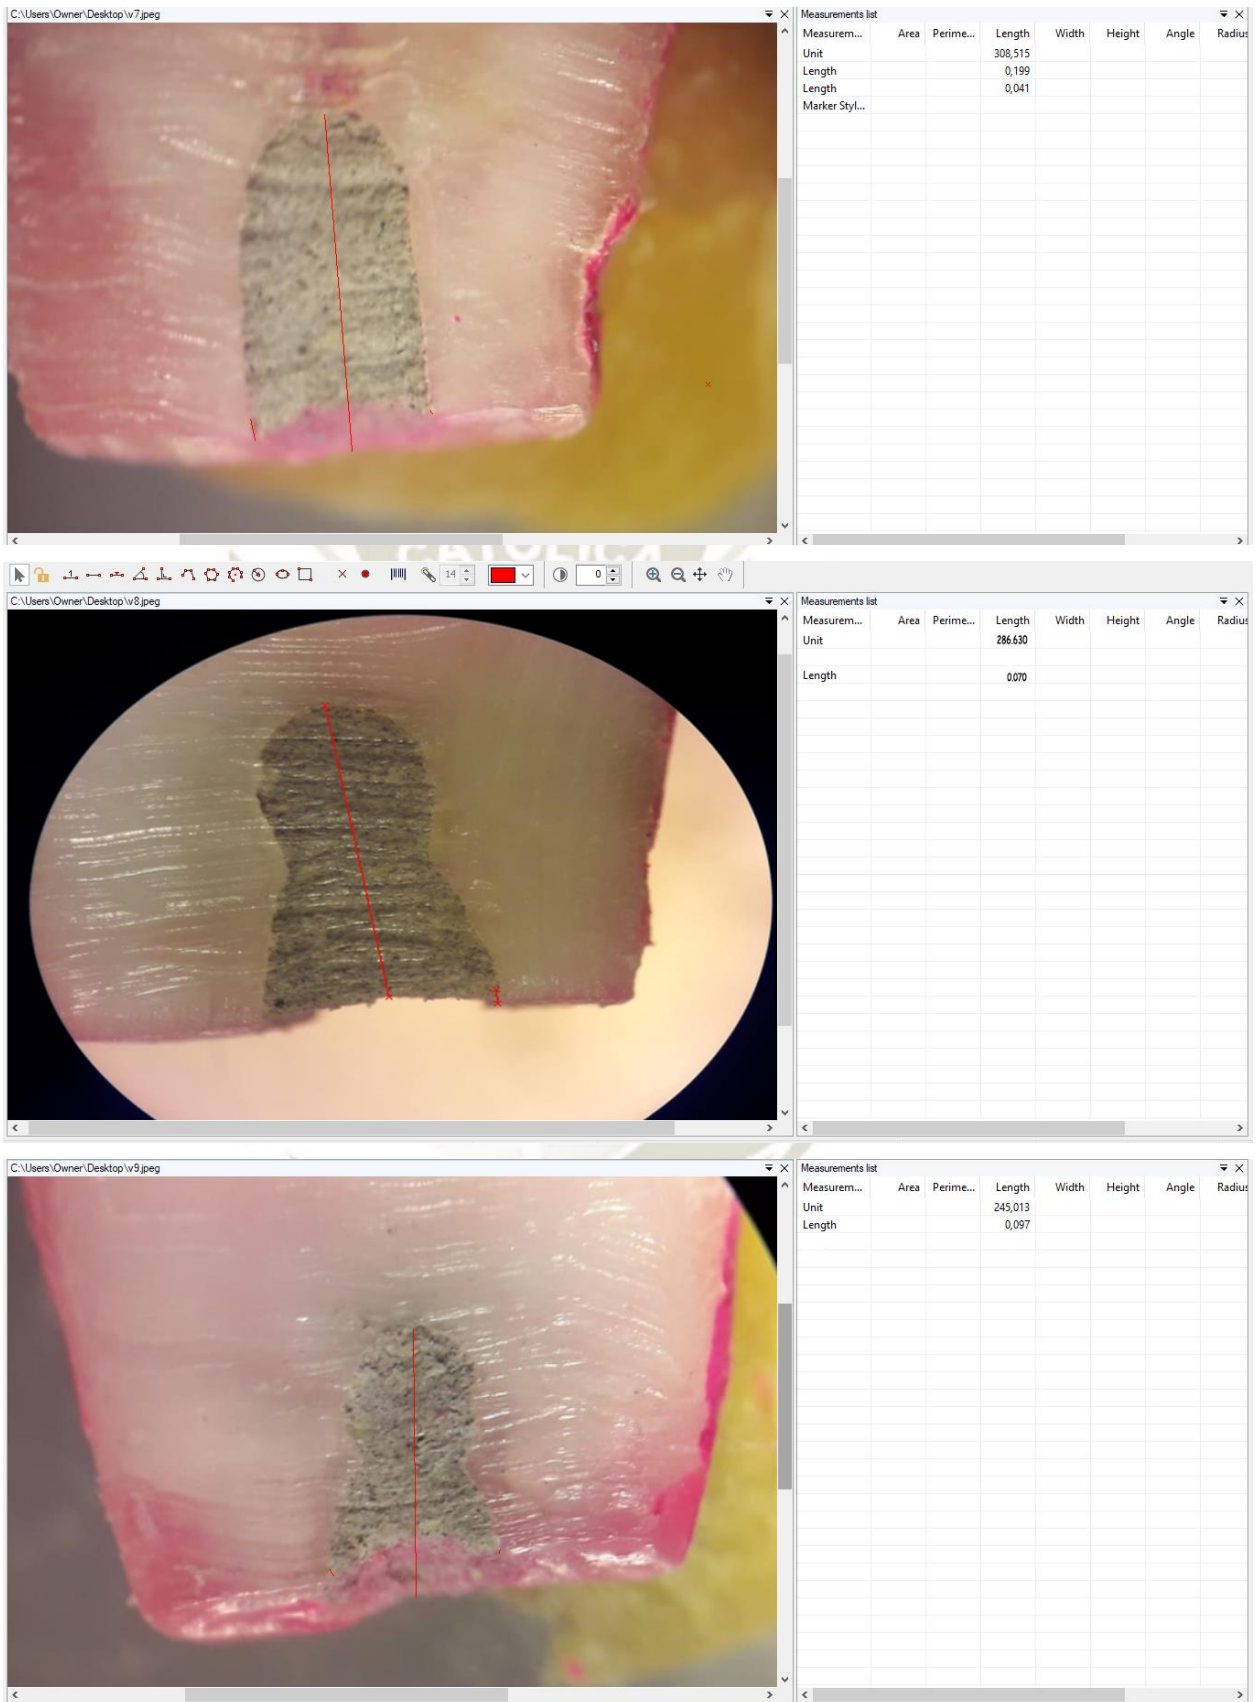 C:\Users\Owner\Desktop\v7.jpeg
Measurements list
Measurem... Area Perime... Length Width Height Angle Radius
Unit 308,515
Length 0,199
Length 0,041
Marker Styl...
CATOLICA
14 0
C:\Users\Owner\Desktop\v8.jpeg
Measurements list
Measurem... Area Perime... Length Width Height Angle Radius
Unit 286.630
Length 0.070
C:\Users\Owner\Desktop\v9.jpeg
Measurements list
Measurem... Area Perime... Length Width Height Angle Radius
Unit 245,013
Length 0,097